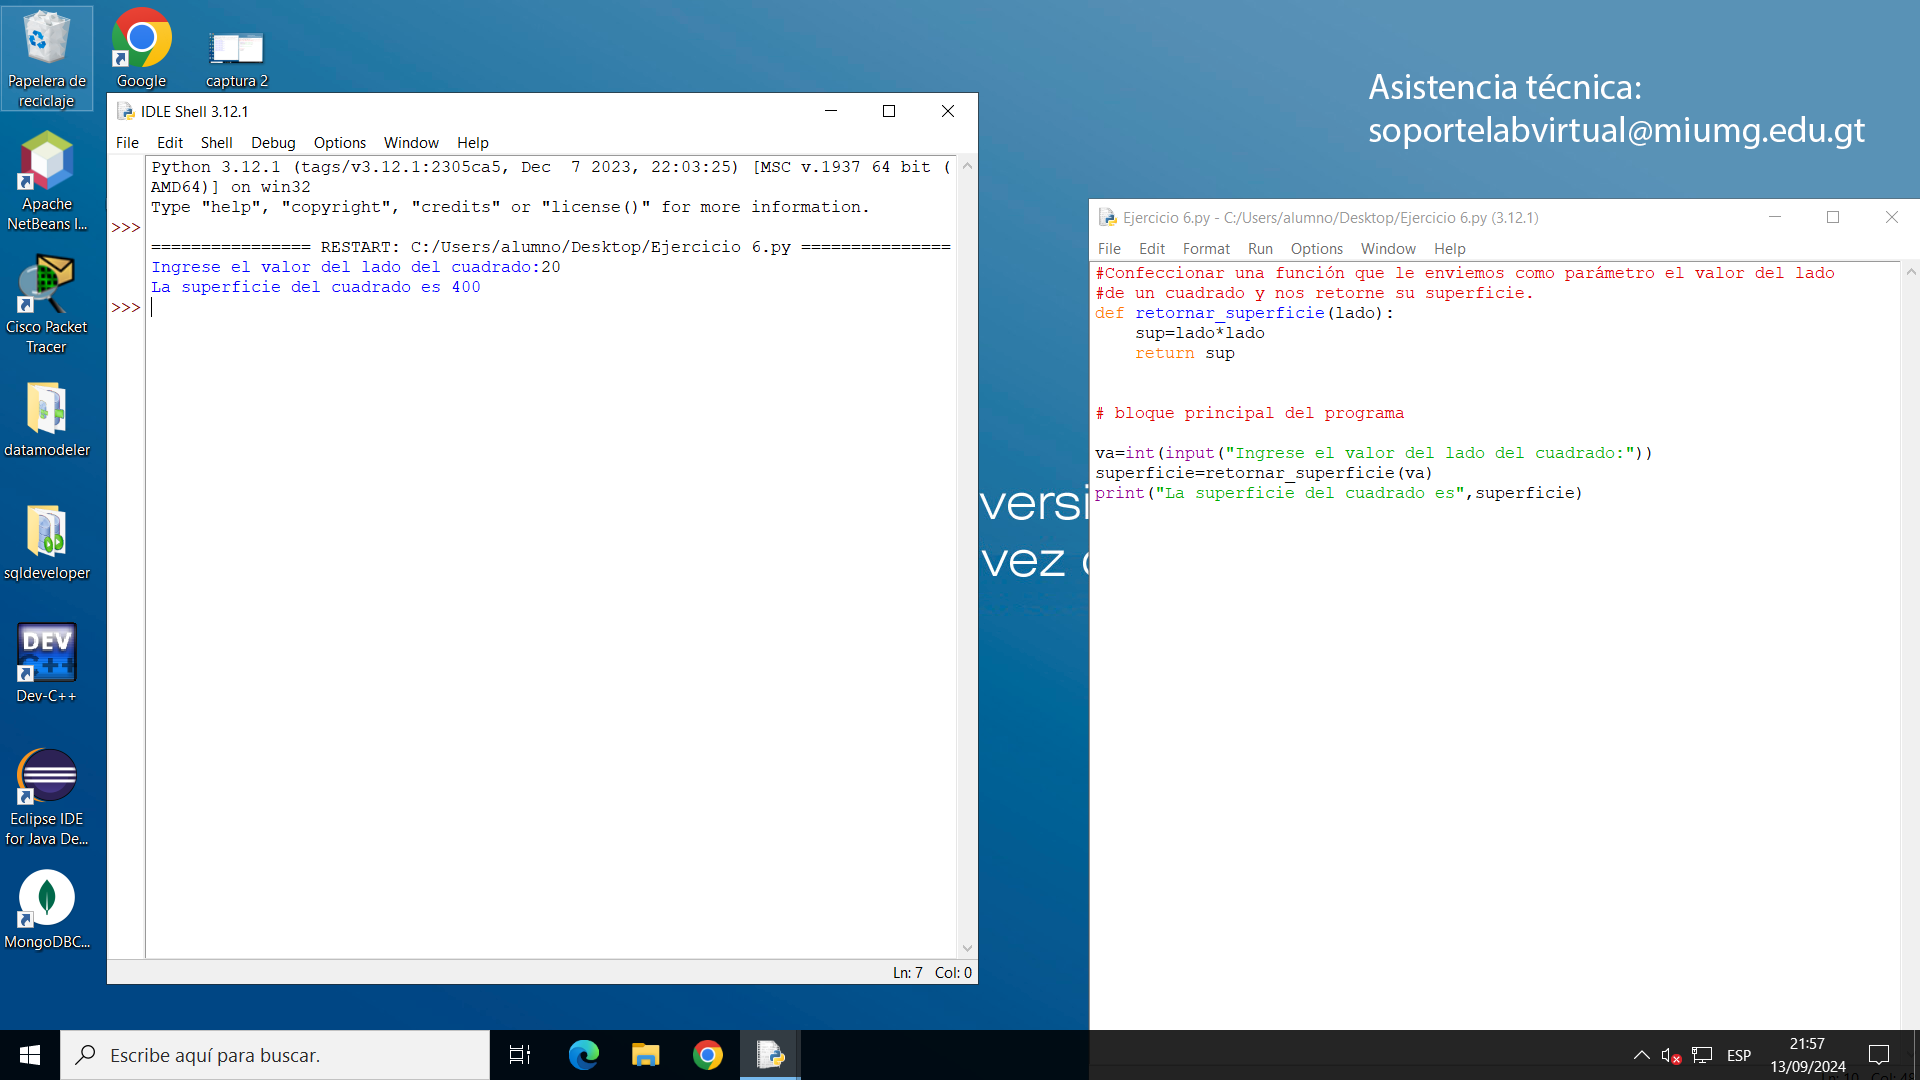 Papelera de
reciclaje
Google
captura 2
Apache
NetBeans I...
Cisco Packet
Tracer
datamodeler
sqldeveloper
DEV
C++
Dev-C++
Eclipse IDE
for Java De...
MongoDBC...
Asistencia técnica:
soportelabvirtual@miumg.edu.gt
versi
vez
IDLE Shell 3.12.1
File Edit Shell Debug Options Window Help
Python 3.12.1 (tags/v3.12.1:2305ca5, Dec  7 2023, 22:03:25) [MSC v.1937 64 bit (
AMD64)] on win32
Type "help", "copyright", "credits" or "license()" for more information.
>>>
================ RESTART: C:/Users/alumno/Desktop/Ejercicio 6.py ===============
Ingrese el valor del lado del cuadrado:20
La superficie del cuadrado es 400
>>>
Ln: 7 Col: 0
Ejercicio 6.py - C:/Users/alumno/Desktop/Ejercicio 6.py (3.12.1)
File Edit Format Run Options Window Help
#Confeccionar una función que le enviemos como parámetro el valor del lado
#de un cuadrado y nos retorne su superficie.
def retornar_superficie(lado):
    sup=lado*lado
    return sup
# bloque principal del programa
va=int(input("Ingrese el valor del lado del cuadrado:"))
superficie=retornar_superficie(va)
print("La superficie del cuadrado es",superficie)
Escribe aquí para buscar.
ESP
21:57
13/09/2024